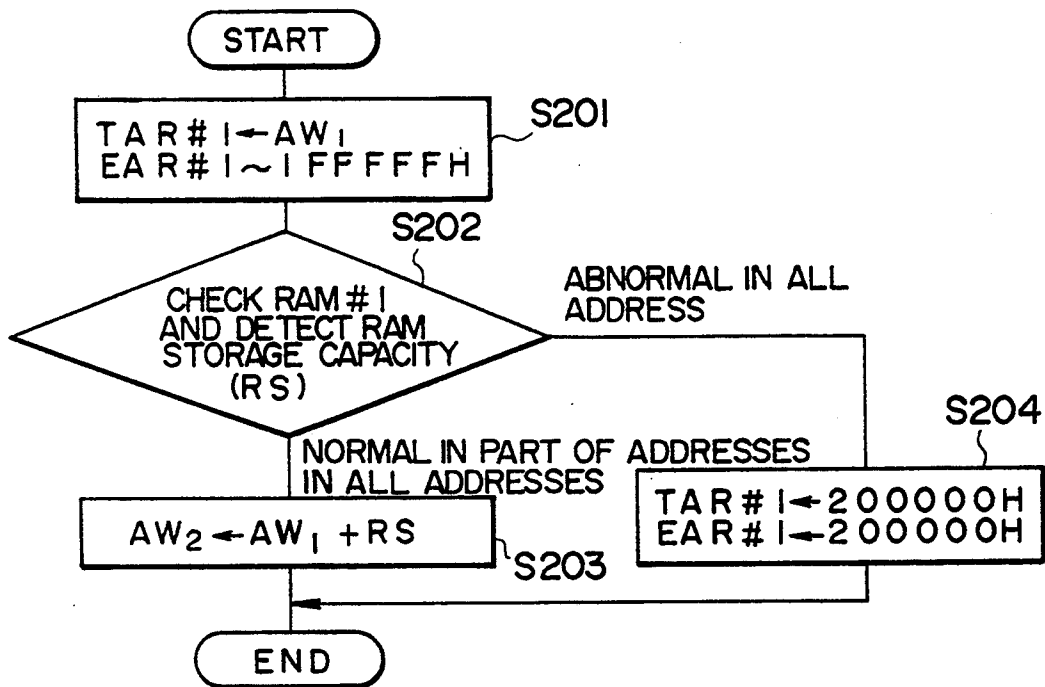 START
S201
TAR#1←AW1
EAR#1~1FFFFFH
S202
CHECK RAM#1
AND DETECT RAM
STORAGE CAPACITY
(RS)
ABNORMAL IN ALL
ADDRESS
S204
NORMAL IN PART OF ADDRESSES
IN ALL ADDRESSES
TAR#1←200000H
EAR#1←200000H
AW2←AW1+RS
S203
END